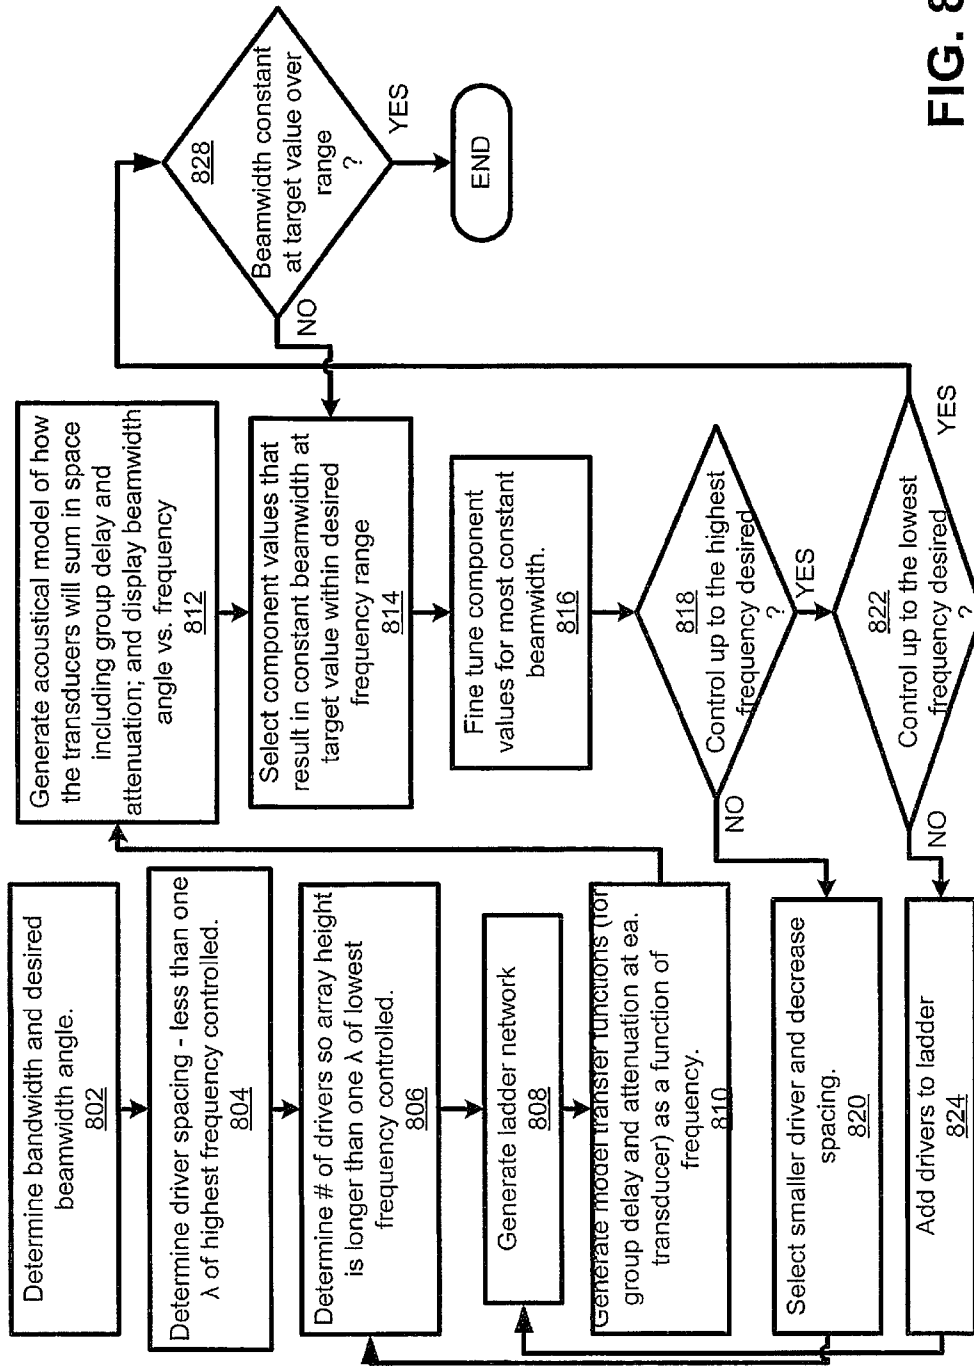 Determine bandwidth and desired
beamwidth angle.
802
Determine driver spacing - less than one
λ of highest frequency controlled.
804
Determine # of drivers so array height
is longer than one λ of lowest
frequency controlled.
806
Generate ladder network
808
Generate model transfer functions (for
group delay and attenuation at ea.
transducer) as a function of
frequency.
810
Generate acoustical model of how
the transducers will sum in space
including group delay and
attenuation; and display beamwidth
angle vs. frequency
812
Select component values that
result in constant beamwidth at
target value within desired
frequency range
814
Fine tune component
values for most constant
beamwidth.
816
818
Control up to the highest
frequency desired
?
NO
YES
Select smaller driver and decrease
spacing.
820
822
Control up to the lowest
frequency desired
?
NO
YES
Add drivers to ladder
824
828
Beamwidth constant
at target value over
range
?
NO
YES
END
FIG. 8